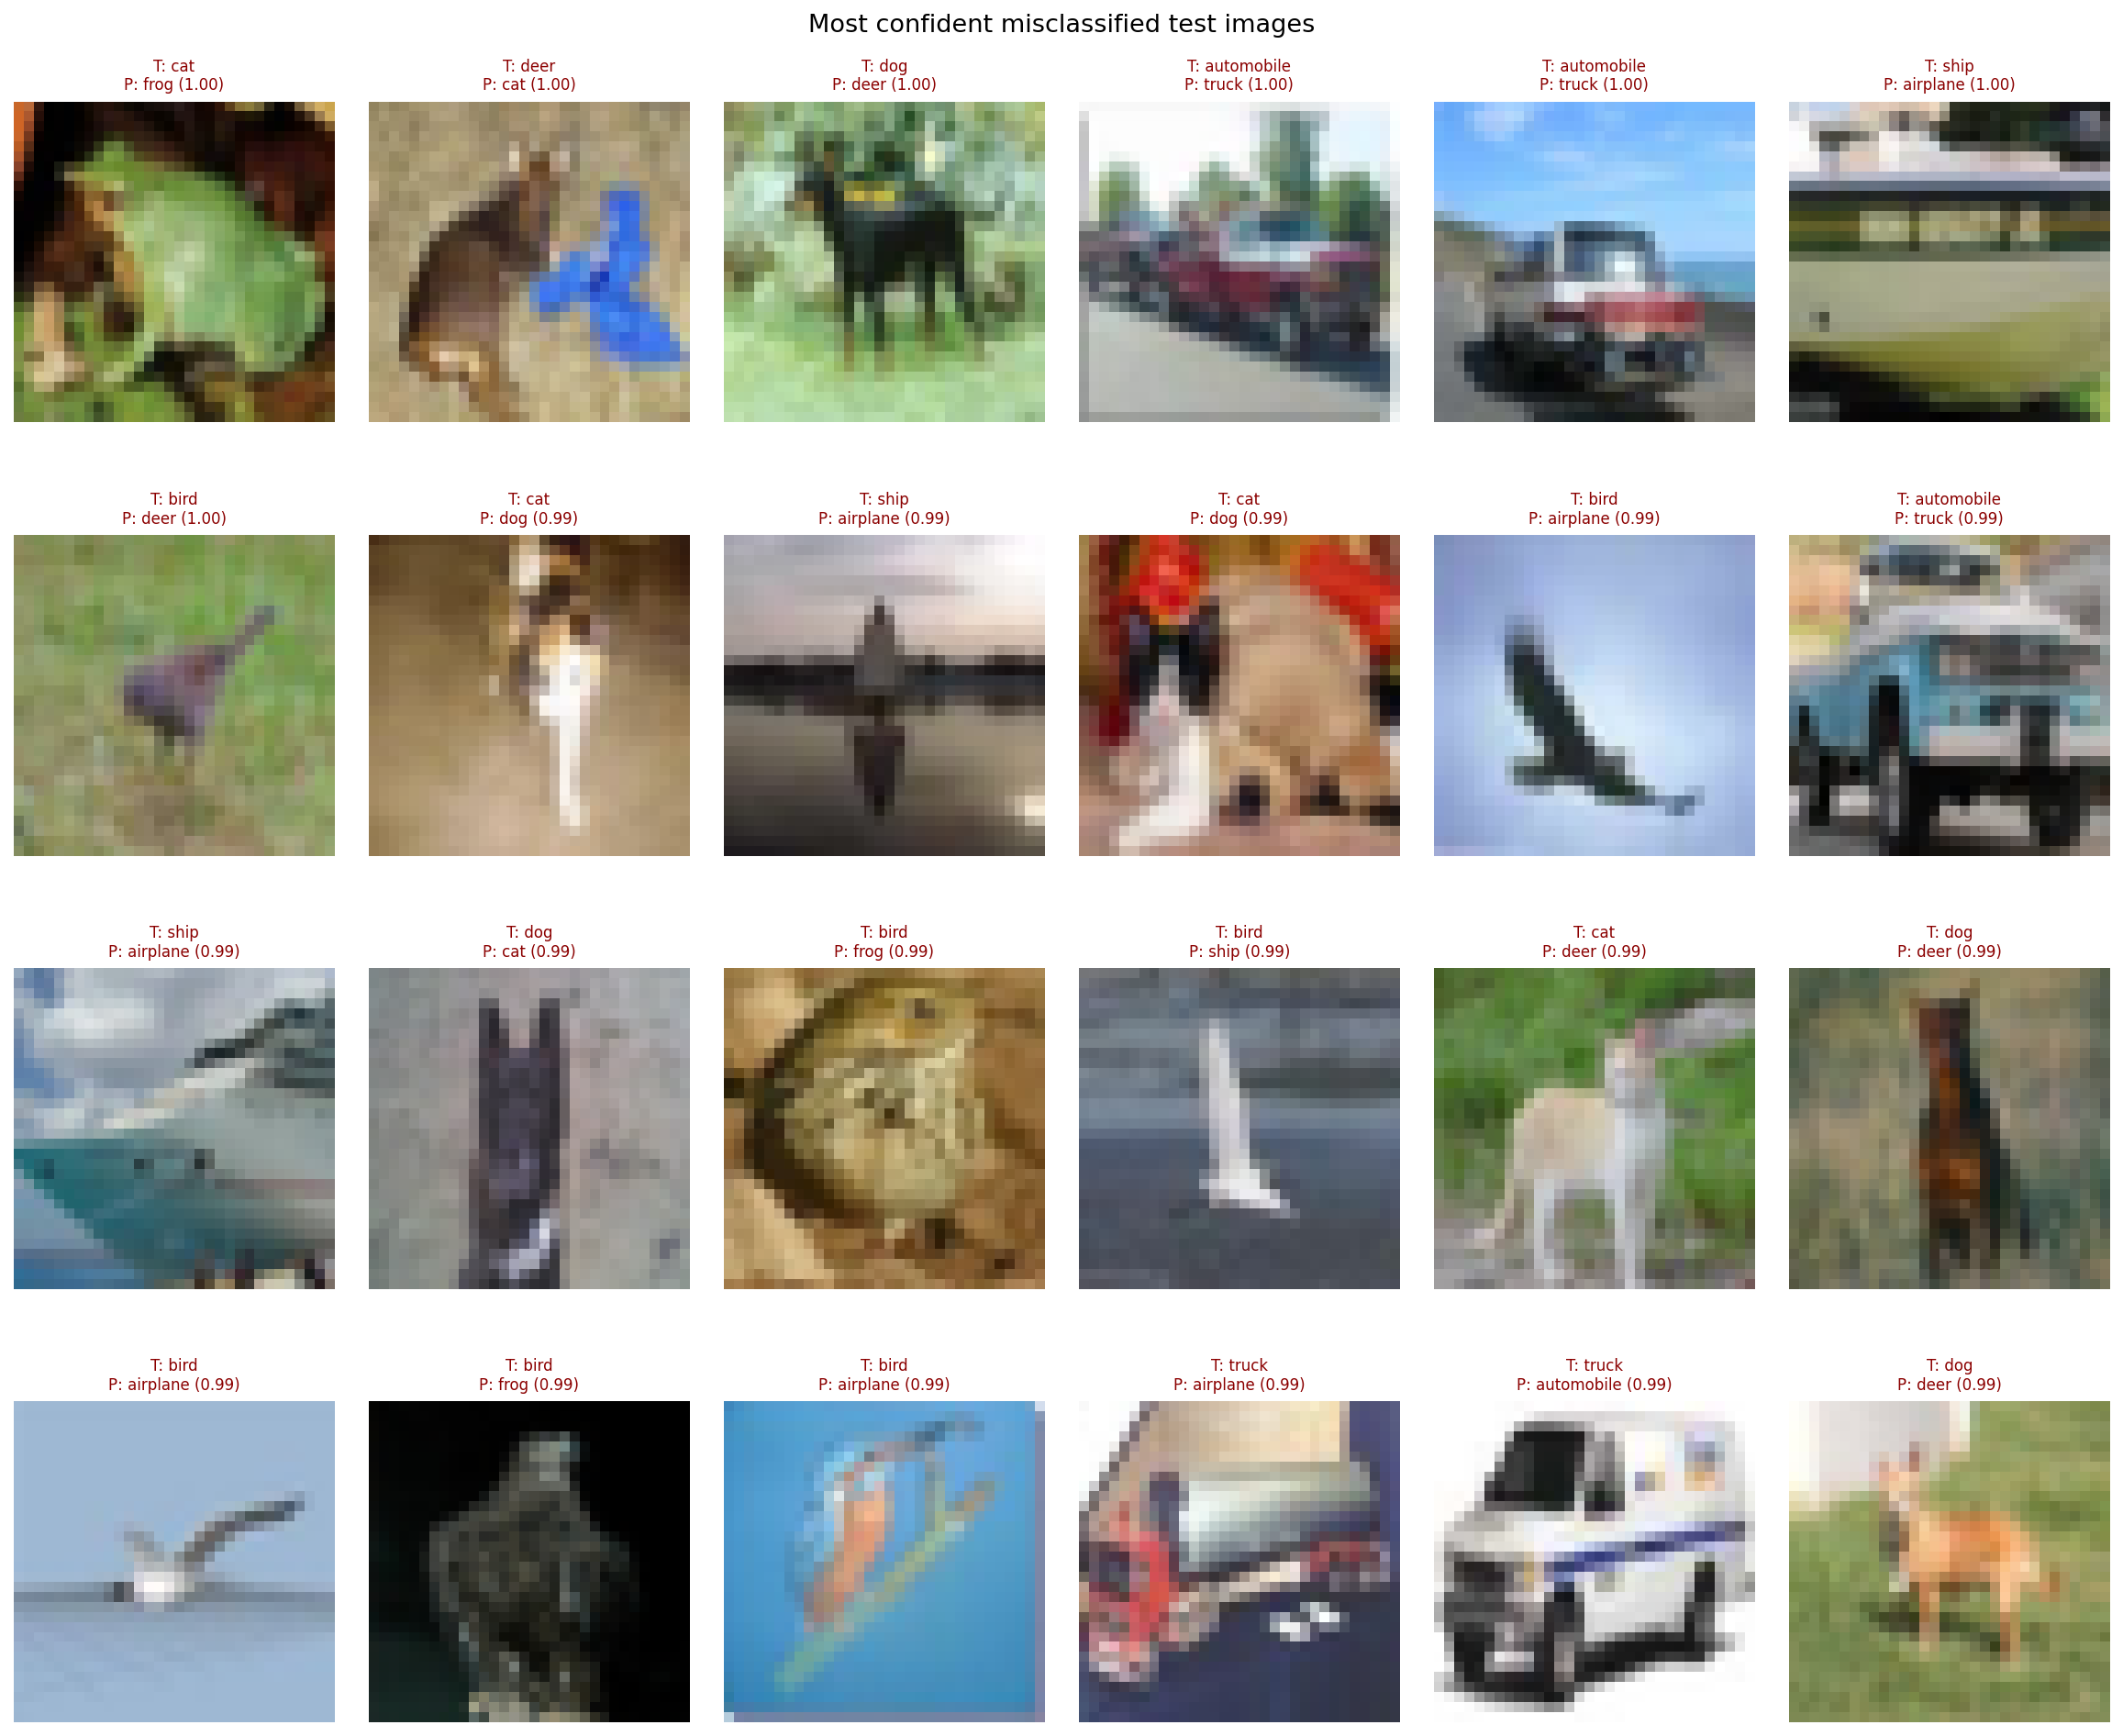 Most confident misclassified test images
T: cat
P: frog (1.00)
T: deer
P: cat (1.00)
T: dog
P: deer (1.00)
T: automobile
P: truck (1.00)
T: automobile
P: truck (1.00)
T: ship
P: airplane (1.00)
T: bird
P: deer (1.00)
T: cat
P: dog (0.99)
T: ship
P: airplane (0.99)
T: cat
P: dog (0.99)
T: bird
P: airplane (0.99)
T: automobile
P: truck (0.99)
T: ship
P: airplane (0.99)
T: dog
P: cat (0.99)
T: bird
P: frog (0.99)
T: bird
P: ship (0.99)
T: cat
P: deer (0.99)
T: dog
P: deer (0.99)
T: bird
P: airplane (0.99)
T: bird
P: frog (0.99)
T: bird
P: airplane (0.99)
T: truck
P: airplane (0.99)
T: truck
P: automobile (0.99)
T: dog
P: deer (0.99)